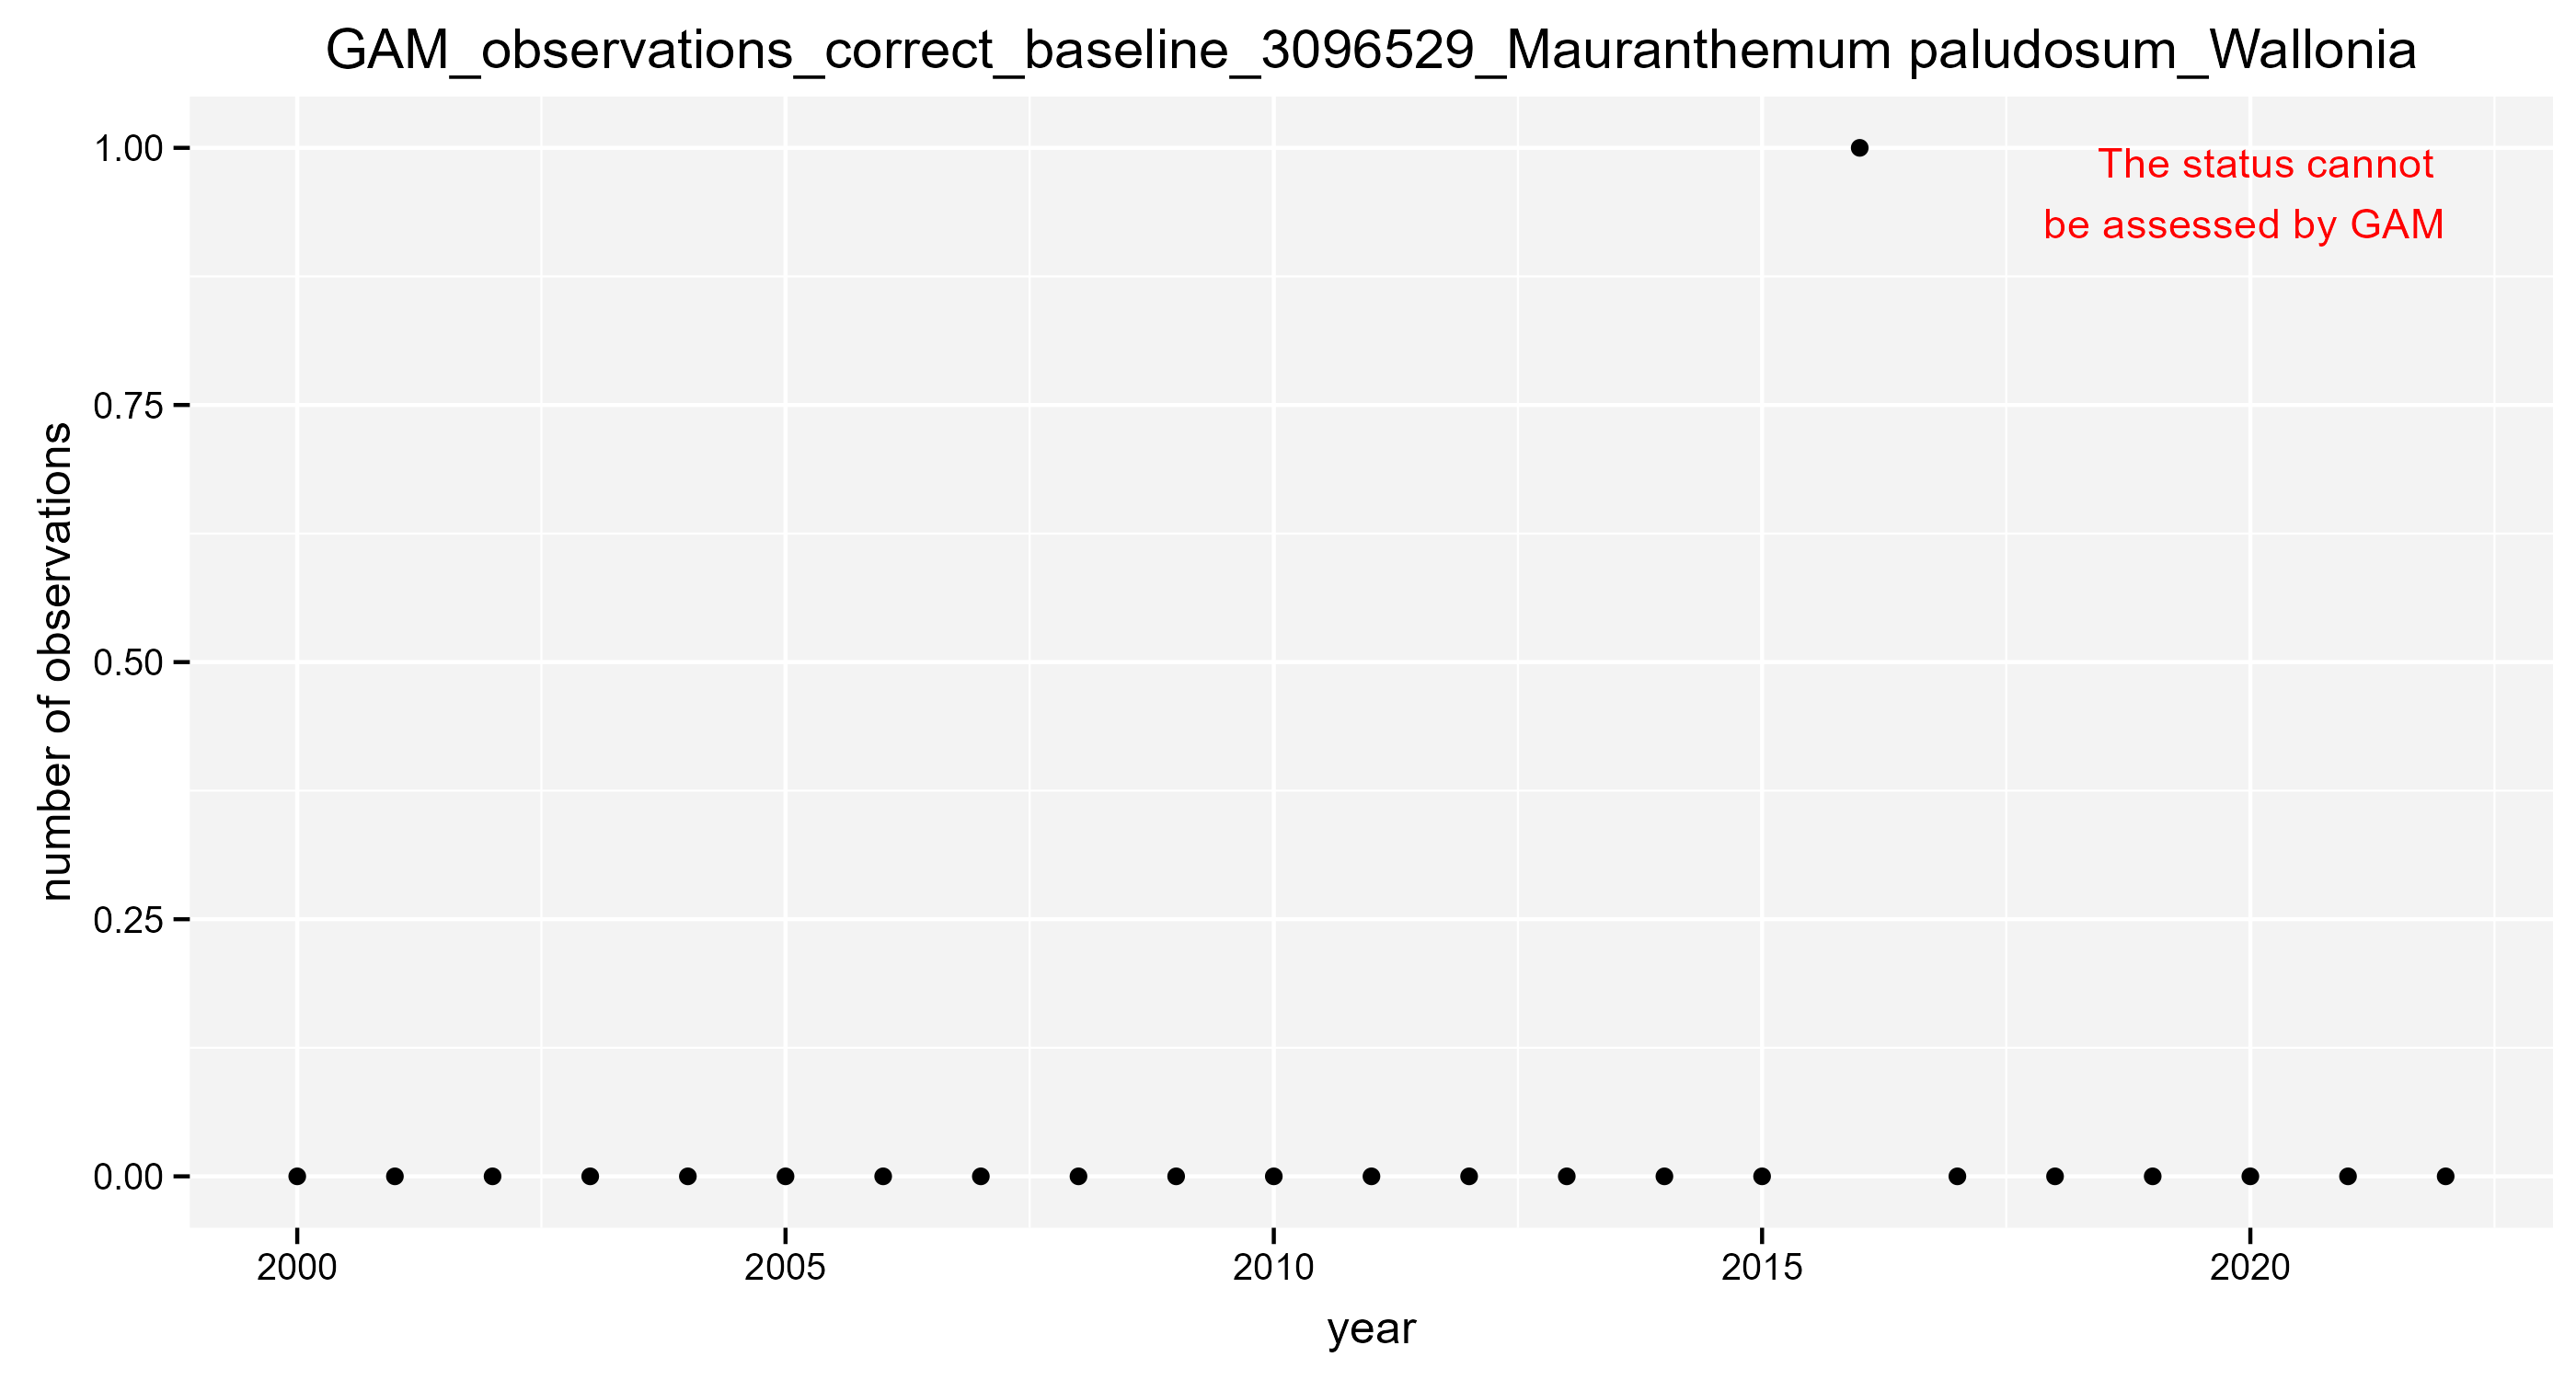 GAM_observations_correct_baseline_3096529_Mauranthemum paludosum_Wallonia
1.00
The status cannot
be assessed by GAM
0.75
number of observations
0.50
0.25
0.00
2000 2005 2010 2015 2020
year